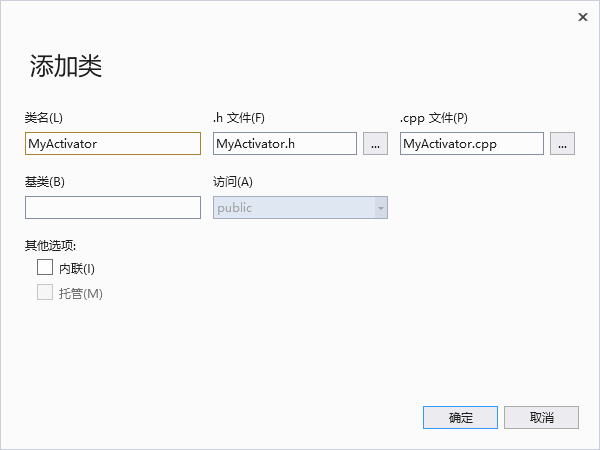 添加类
类名(L)
.h 文件(F)
.cpp 文件(P)
MyActivator
MyActivator.h
...
MyActivator.cpp
...
基类(B)
访问(A)
public
其他选项:
内联(I)
托管(M)
确定
取消